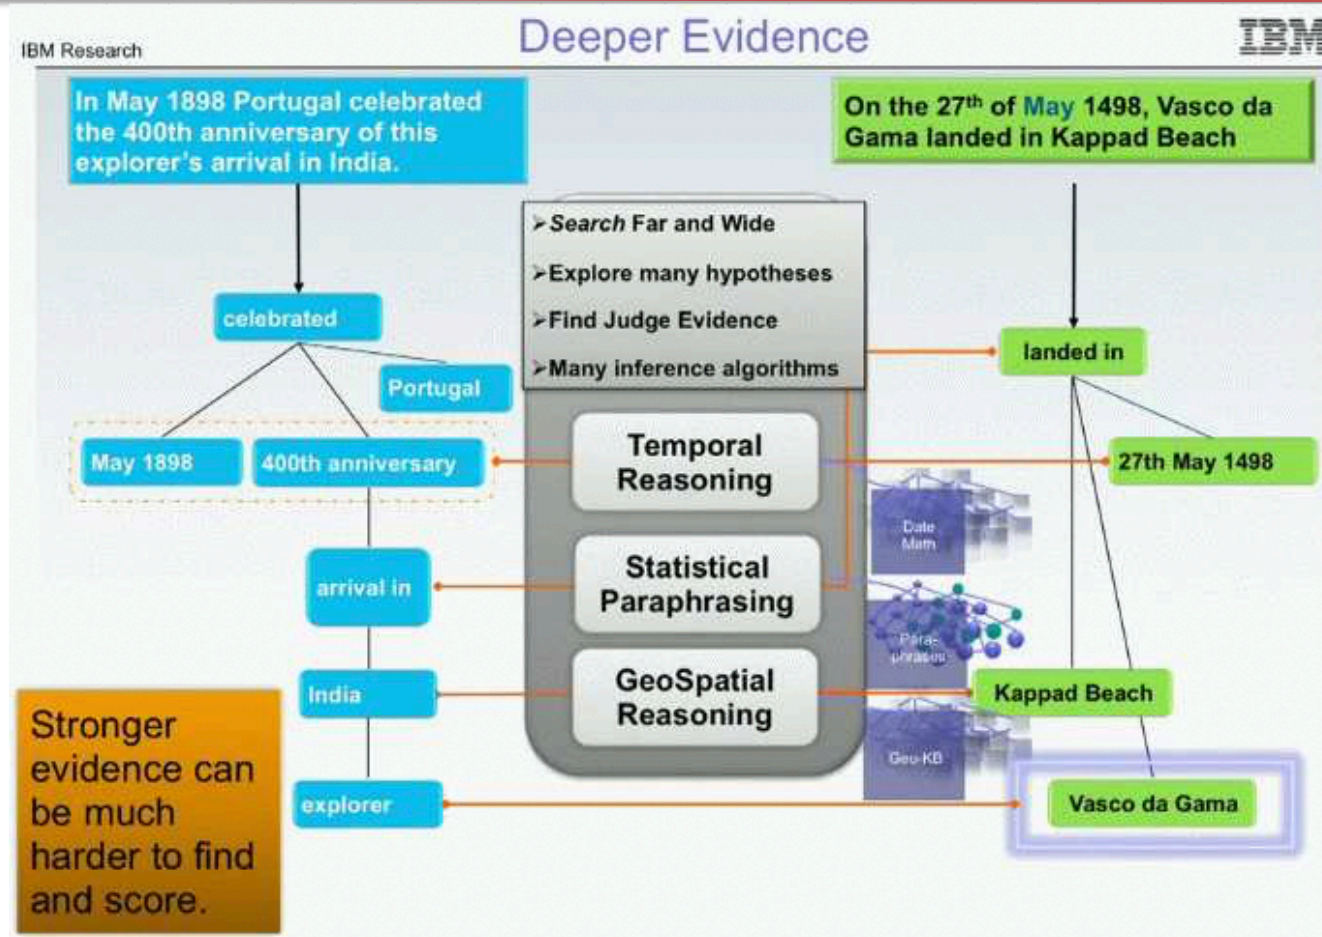 Deeper Evidence
IBM Research
IBM
In May 1898 Portugal celebrated
the 400th anniversary of this
explorer's arrival in India.
On the 27th of May 1498, Vasco da
Gama landed in Kappad Beach
➢Search Far and Wide
➢Explore many hypotheses
➢Find Judge Evidence
➢Many inference algorithms
celebrated
Portugal
May 1898
400th anniversary
arrival in
India
explorer
Temporal
Reasoning
Statistical
Paraphrasing
GeoSpatial
Reasoning
Date
Math
Para-
phrases
Geo-KB
landed in
27th May 1498
Kappad Beach
Vasco da Gama
Stronger
evidence can
be much
harder to find
and score.